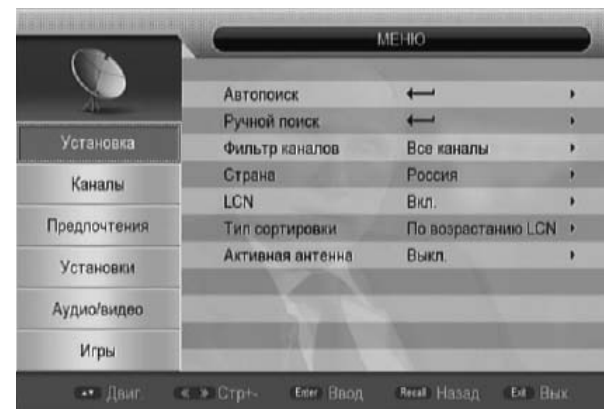 МЕНЮ
Автопоиск
Ручной поиск
Фильтр каналов Все каналы
Страна Россия
LCN Вкл.
Тип сортировки По возрастанию LCN
Активная антенна Выкл.
Установка
Каналы
Предпочтения
Установки
Аудио/видео
Игры
Двиг. Стр+- Enter Ввод Recall Назад Exit Вых